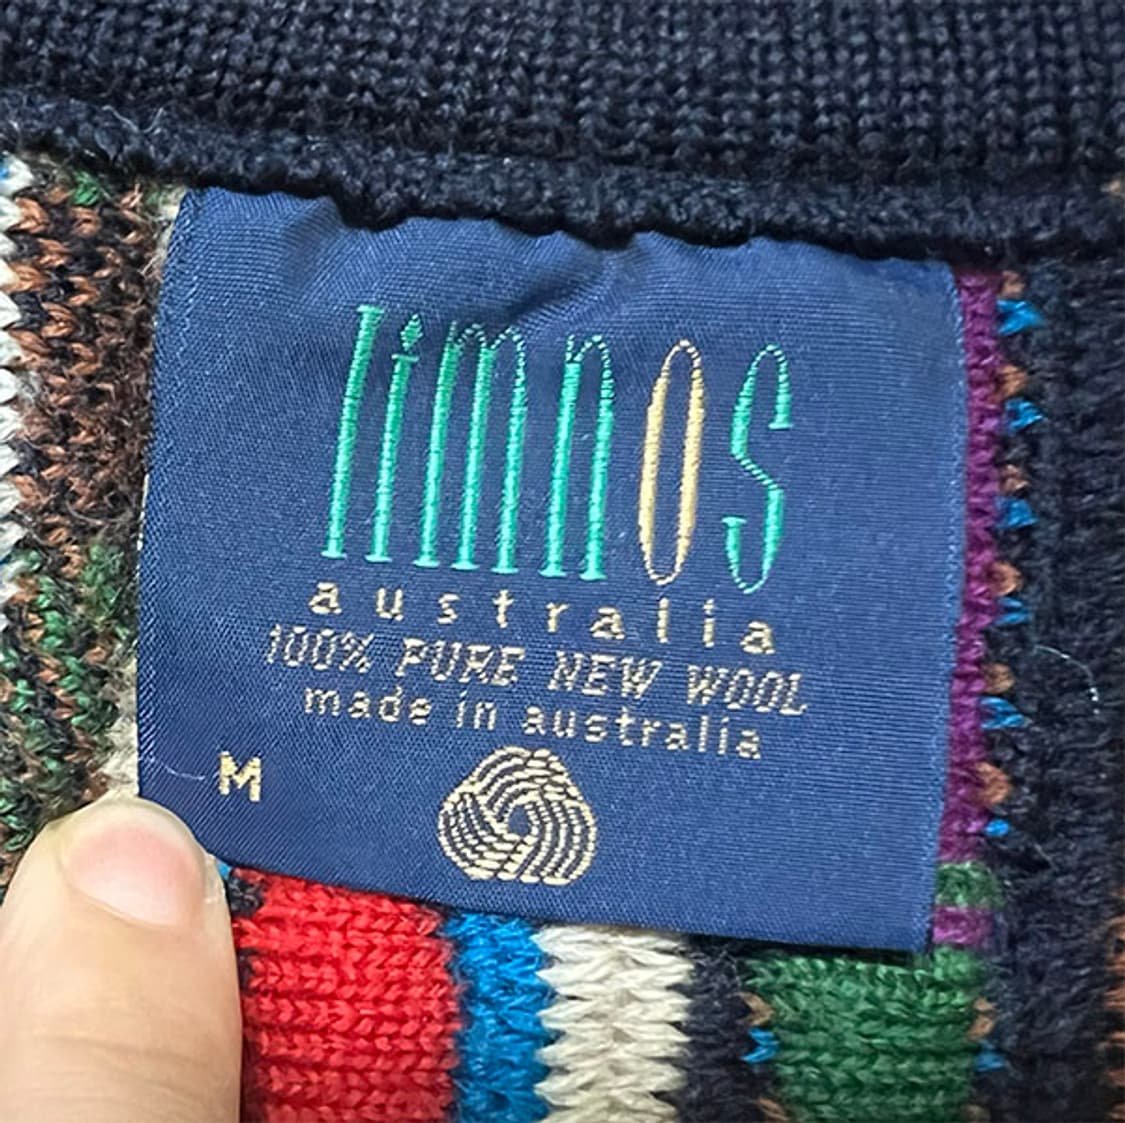 limnos
australia
100% PURE NEW WOOL
made in australia
M